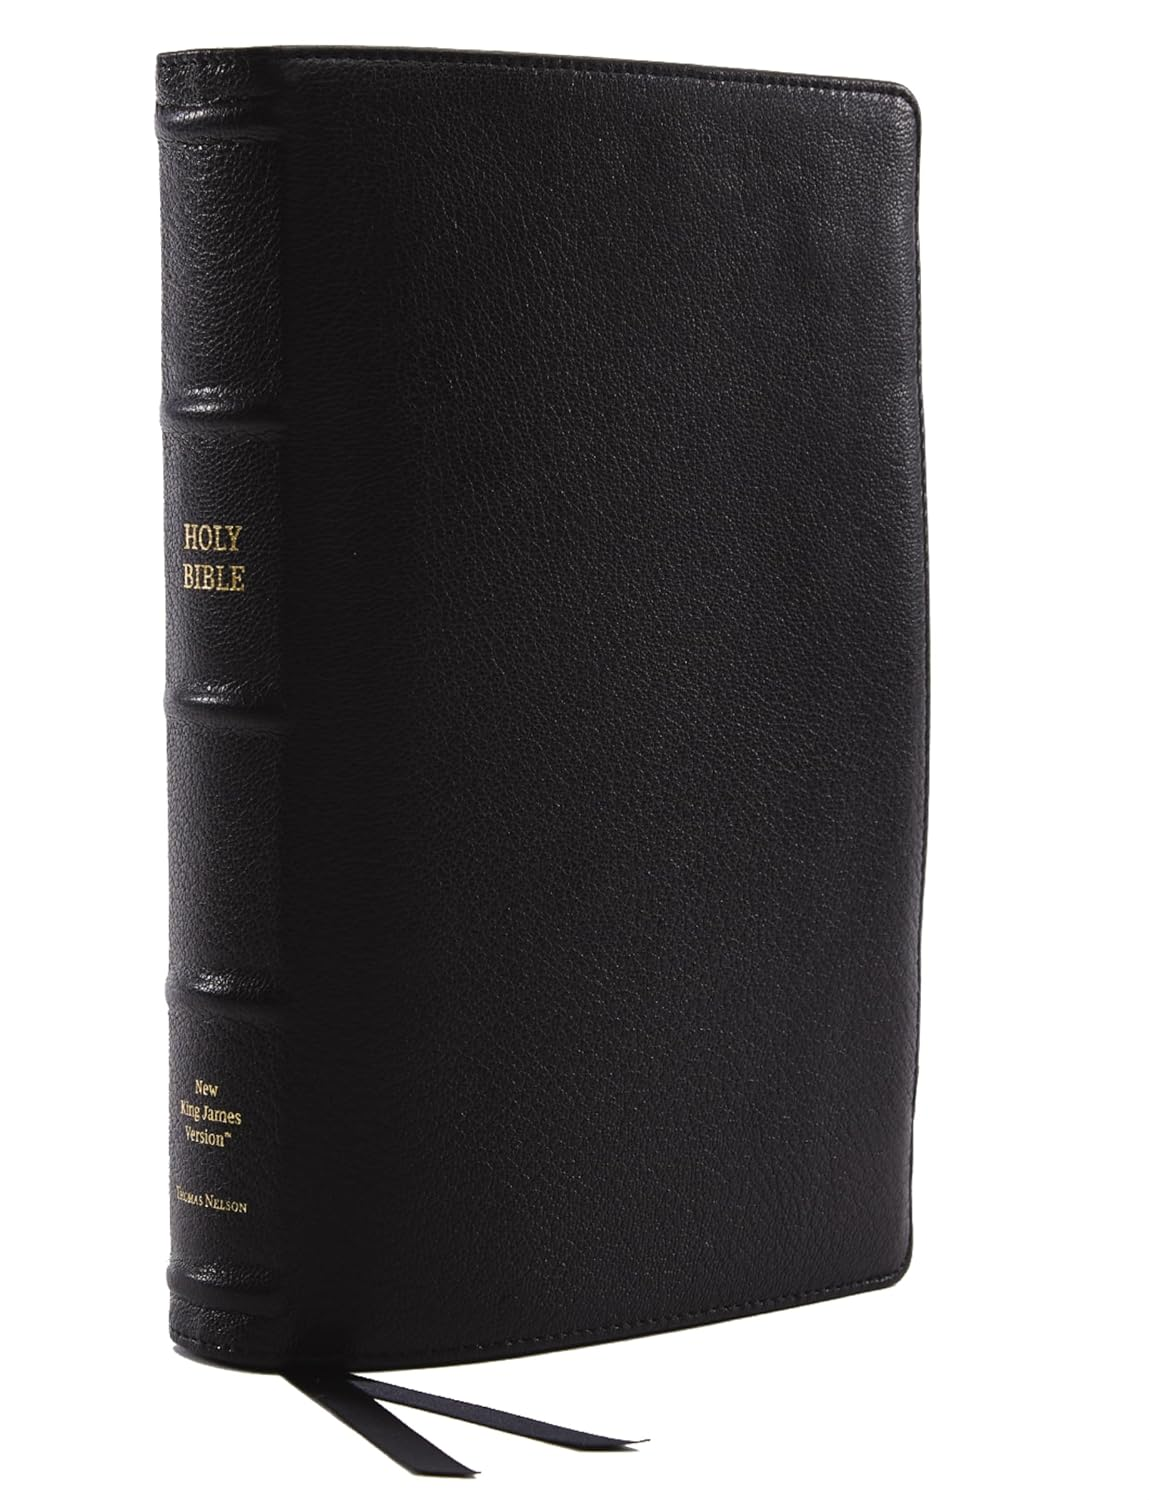 HOLY
BIBLE
New
King James
Version™
THOMAS NELSON